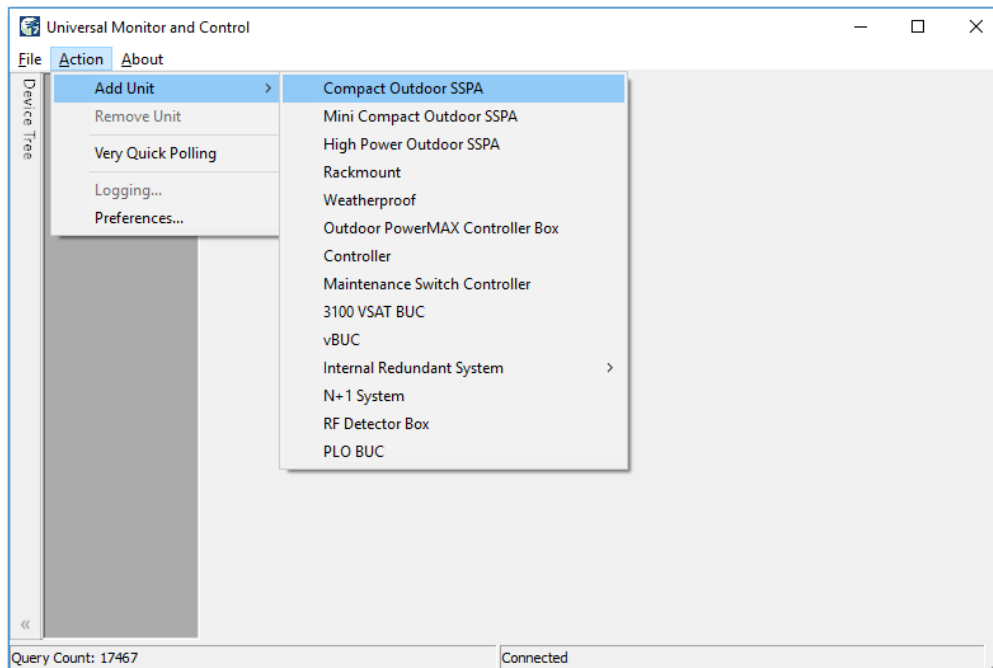 Universal Monitor and Control
File Action About
Device Tree
Add Unit
Remove Unit
Very Quick Polling
Logging...
Preferences...
Compact Outdoor SSPA
Mini Compact Outdoor SSPA
High Power Outdoor SSPA
Rackmount
Weatherproof
Outdoor PowerMAX Controller Box
Controller
Maintenance Switch Controller
3100 VSAT BUC
vBUC
Internal Redundant System
N+1 System
RF Detector Box
PLO BUC
Query Count: 17467
Connected